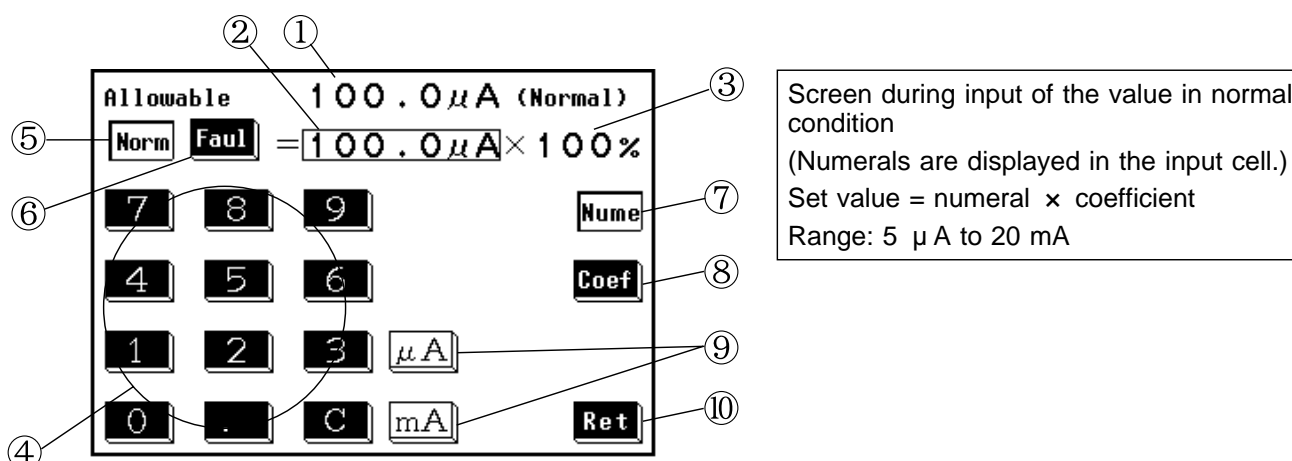 ② ①
Allowable 100.0μA (Normal) ③
⑤ Norm Faul =100.0μA×100%
⑥ 7 8 9 Nume ⑦
4 5 6 Coef ⑧
1 2 3 μA ⑨
0 . C mA Ret ⑩
④
Screen during input of the value in normal
condition
(Numerals are displayed in the input cell.)
Set value = numeral × coefficient
Range: 5 μ A to 20 mA